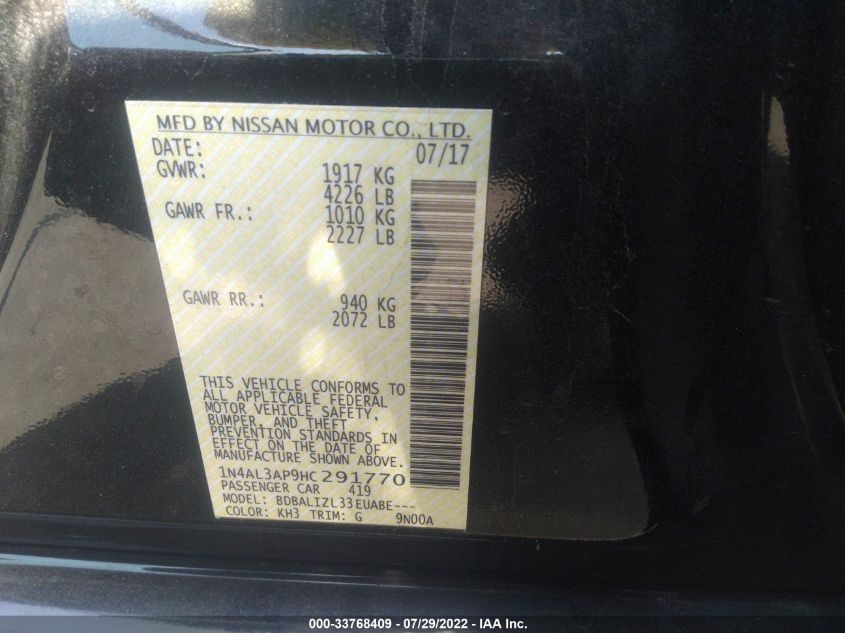 MFD BY NISSAN MOTOR CO., LTD.
DATE: 07/17
GVWR: 1917 KG
4226 LB
GAWR FR.: 1010 KG
2227 LB
GAWR RR.: 940 KG
2072 LB
THIS VEHICLE CONFORMS TO
ALL APPLICABLE FEDERAL
MOTOR VEHICLE SAFETY,
BUMPER, AND THEFT
PREVENTION STANDARDS IN
EFFECT ON THE DATE OF
MANUFACTURE SHOWN ABOVE.
1N4AL3AP9HC291770
PASSENGER CAR 419
MODEL: BDBALIZL33EUABE---
COLOR: KH3 TRIM: G 9N00A
000-33768409 - 07/29/2022 - IAA Inc.